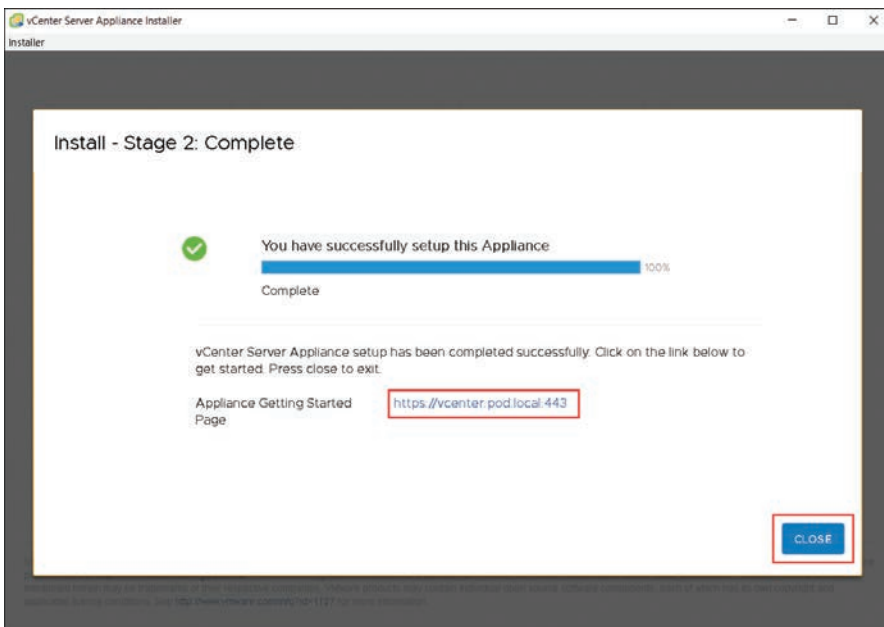 vCenter Server Appliance Installer
Installer
Install - Stage 2: Complete
You have successfully setup this Appliance
100%
Complete
vCenter Server Appliance setup has been completed successfully. Click on the link below to
get started. Press close to exit.
Appliance Getting Started
Page
https://vcenter.pod.local:443
CLOSE